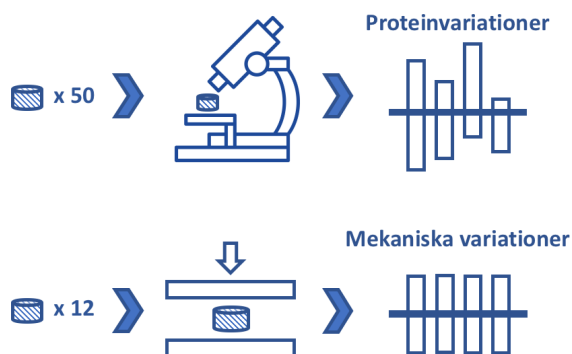 Proteinvariationer
x 50
Mekaniska variationer
x 12